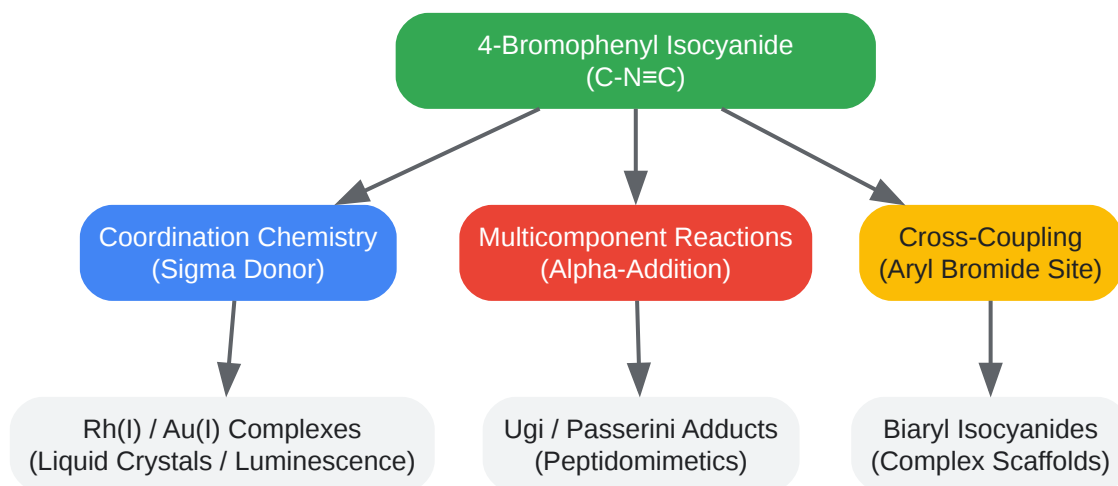 4-Bromophenyl Isocyanide
(C-N≡C)
Coordination Chemistry
(Sigma Donor)
Multicomponent Reactions
(Alpha-Addition)
Cross-Coupling
(Aryl Bromide Site)
Rh(I) / Au(I) Complexes
(Liquid Crystals / Luminescence)
Ugi / Passerini Adducts
(Peptidomimetics)
Biaryl Isocyanides
(Complex Scaffolds)